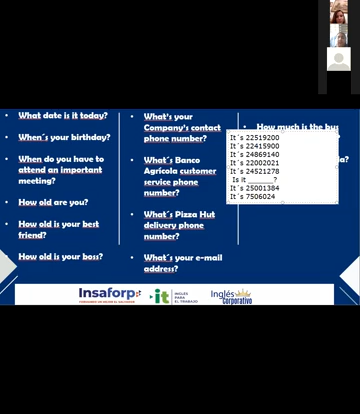 • What date is it today?
• When´s your birthday?
• When do you have to
attend an important
meeting?
• How old are you?
• How old is your best
friend?
• How old is your boss?
• What's your
Company's contact
phone number?
• What´s Banco
Agrícola customer
service phone
number?
• What´s Pizza Hut
delivery phone
number?
• What´s your e-mail
address?
• How much is the bus
It´s 22519200
It´s 22415900
It´s 24869140
It´s 22002021
It´s 24521278
Is it ______?
It´s 25001384
It´s 7506024
Insaforp
it
INGLÉS
PARA
EL TRABAJO
Inglés
Corporativo